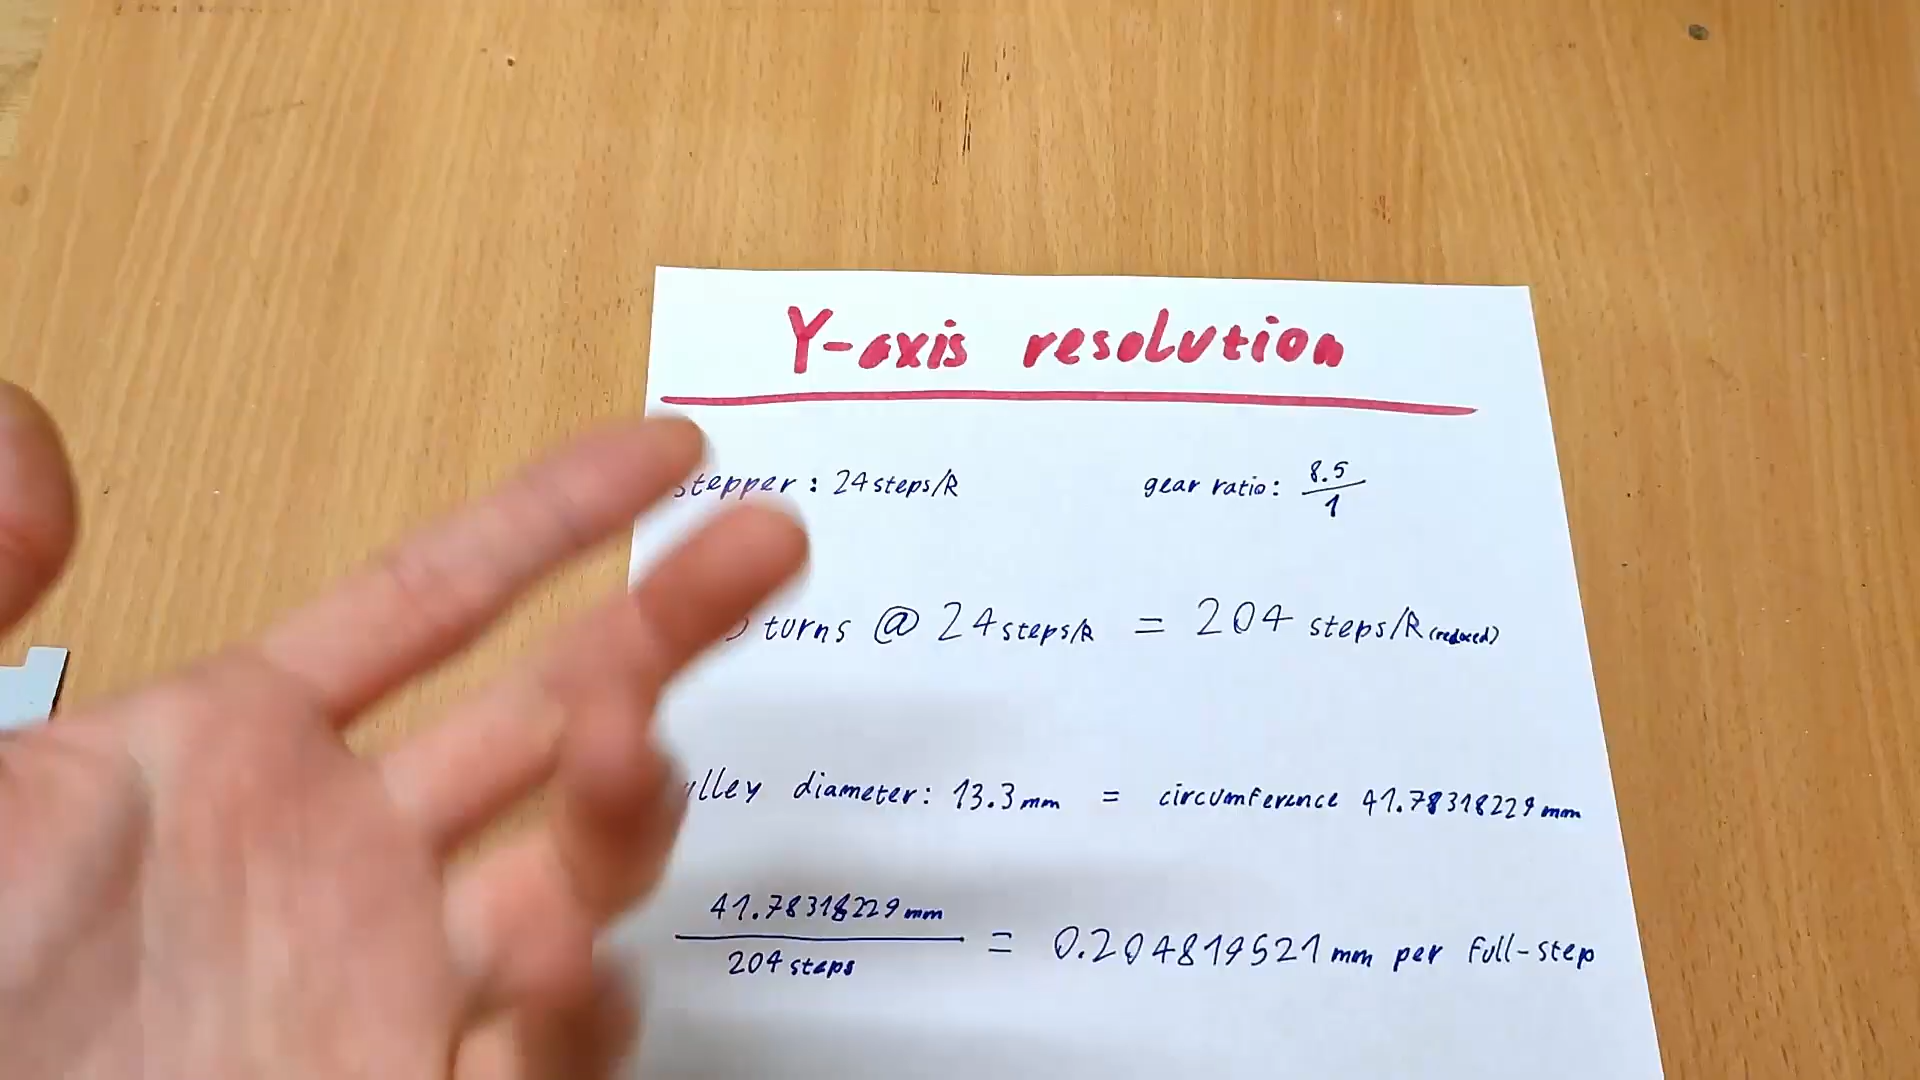 Y-axis resolution
stepper: 24 steps/R gear ratio: 8.5/1
turns @ 24 steps/R = 204 steps/R (reduced)
diameter: 13.3 mm = circumference 41.78318229 mm
41.78318229 mm
204 steps
= 0.204819521 mm per full-step